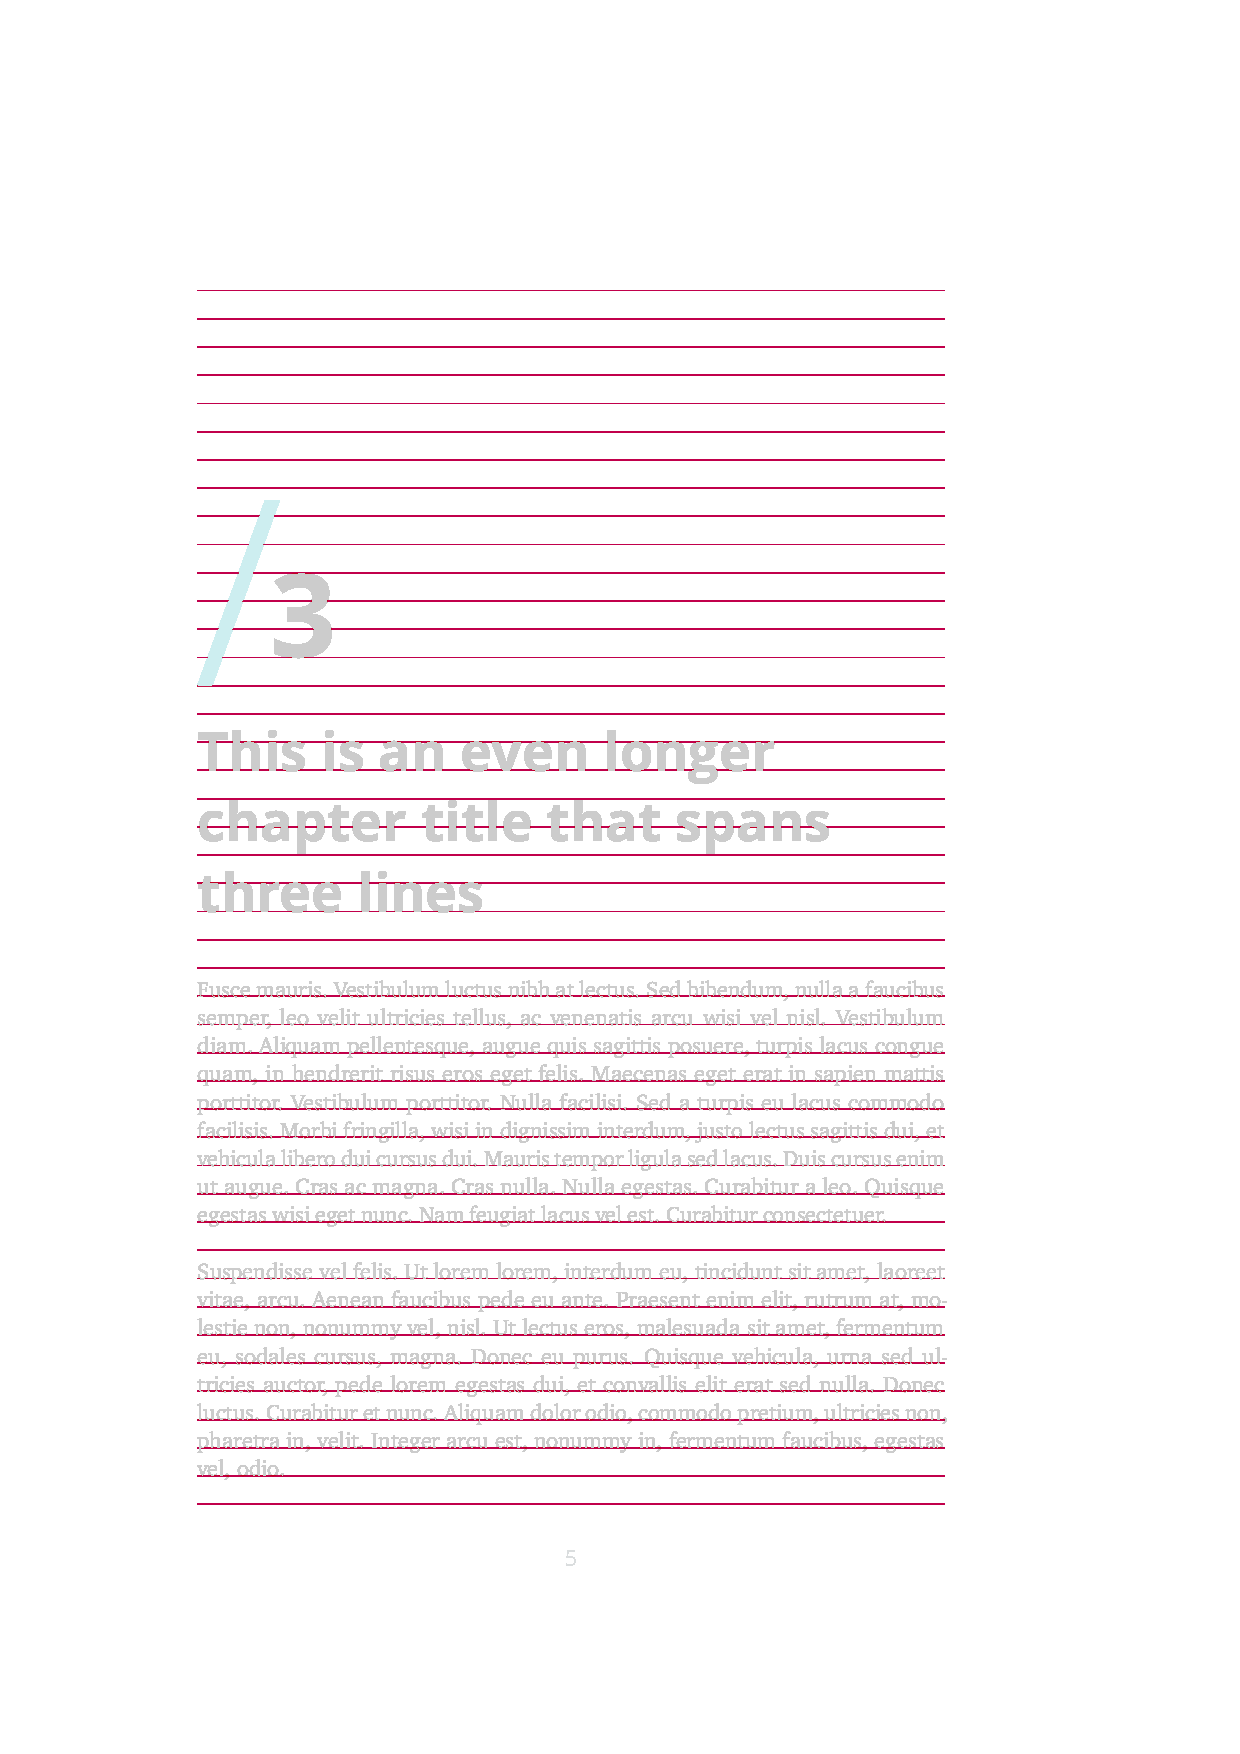 /3
This is an even longer
chapter title that spans
three lines
Fusce mauris. Vestibulum luctus nibh at lectus. Sed bibendum, nulla a faucibus
semper, leo velit ultricies tellus, ac venenatis arcu wisi vel nisl. Vestibulum
diam. Aliquam pellentesque, augue quis sagittis posuere, turpis lacus congue
quam, in hendrerit risus eros eget felis. Maecenas eget erat in sapien mattis
porttitor. Vestibulum porttitor. Nulla facilisi. Sed a turpis eu lacus commodo
facilisis. Morbi fringilla, wisi in dignissim interdum, justo lectus sagittis dui, et
vehicula libero dui cursus dui. Mauris tempor ligula sed lacus. Duis cursus enim
ut augue. Cras ac magna. Cras nulla. Nulla egestas. Curabitur a leo. Quisque
egestas wisi eget nunc. Nam feugiat lacus vel est. Curabitur consectetuer.
Suspendisse vel felis. Ut lorem lorem, interdum eu, tincidunt sit amet, laoreet
vitae, arcu. Aenean faucibus pede eu ante. Praesent enim elit, rutrum at, mo-
lestie non, nonummy vel, nisl. Ut lectus eros, malesuada sit amet, fermentum
eu, sodales cursus, magna. Donec eu purus. Quisque vehicula, urna sed ul-
tricies auctor, pede lorem egestas dui, et convallis elit erat sed nulla. Donec
luctus. Curabitur et nunc. Aliquam dolor odio, commodo pretium, ultricies non,
pharetra in, velit. Integer arcu est, nonummy in, fermentum faucibus, egestas
vel, odio.
5